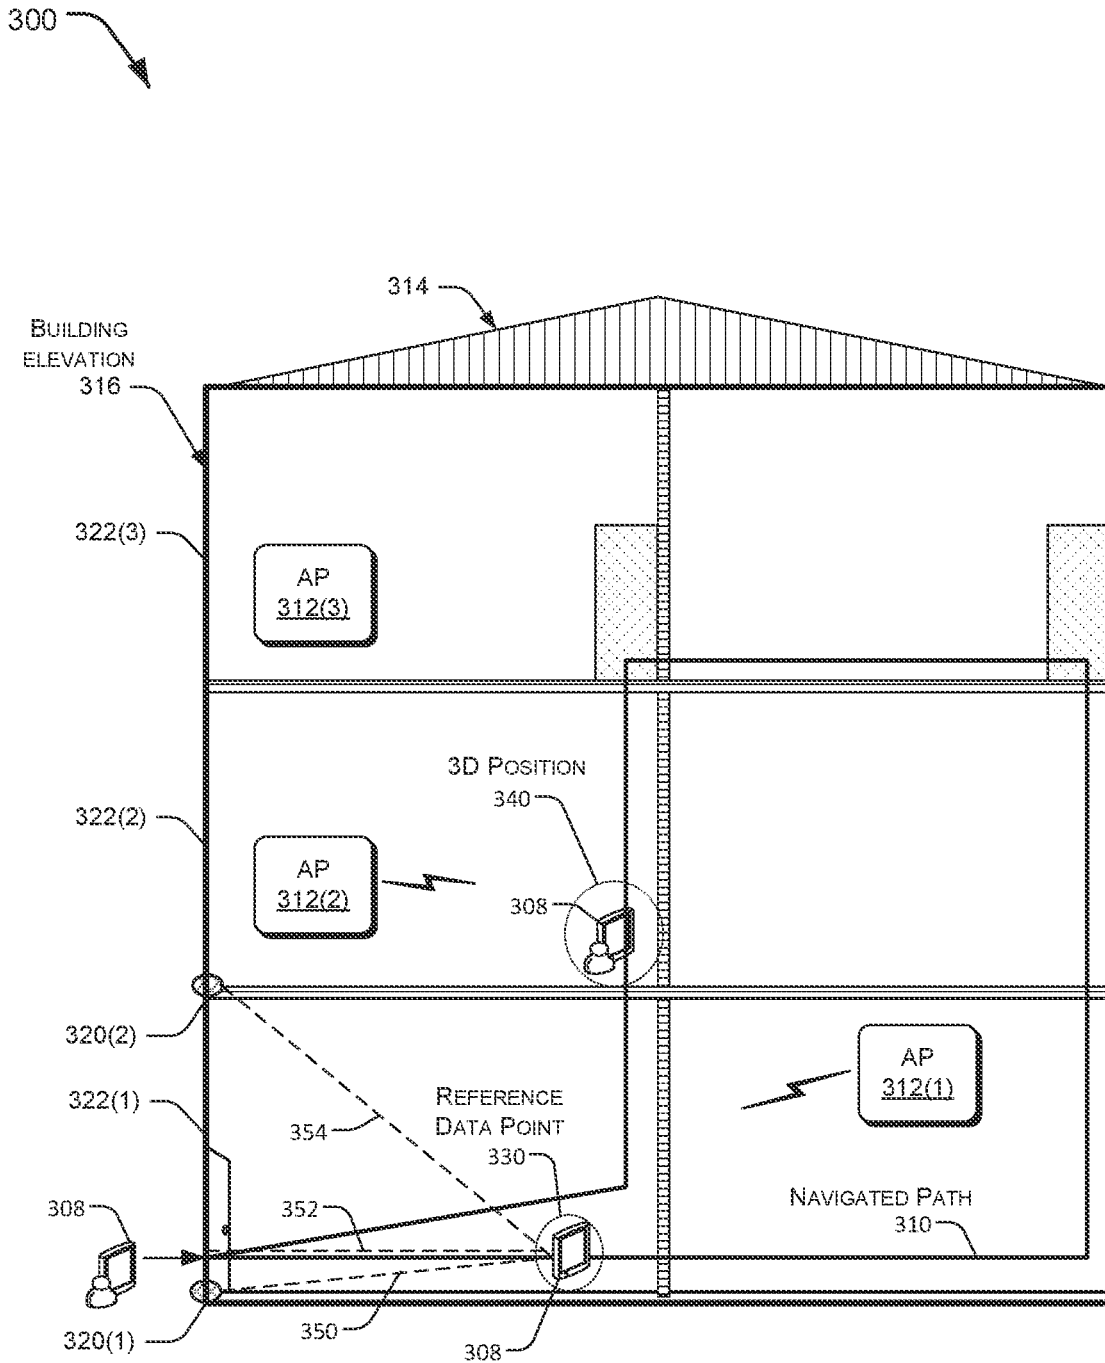 300
314
BUILDING
ELEVATION
316
322(3)
AP
312(3)
3D POSITION
340
322(2)
AP
312(2)
308
320(2)
AP
312(1)
322(1)
REFERENCE
DATA POINT
330
354
NAVIGATED PATH
310
352
308
350
320(1)
308